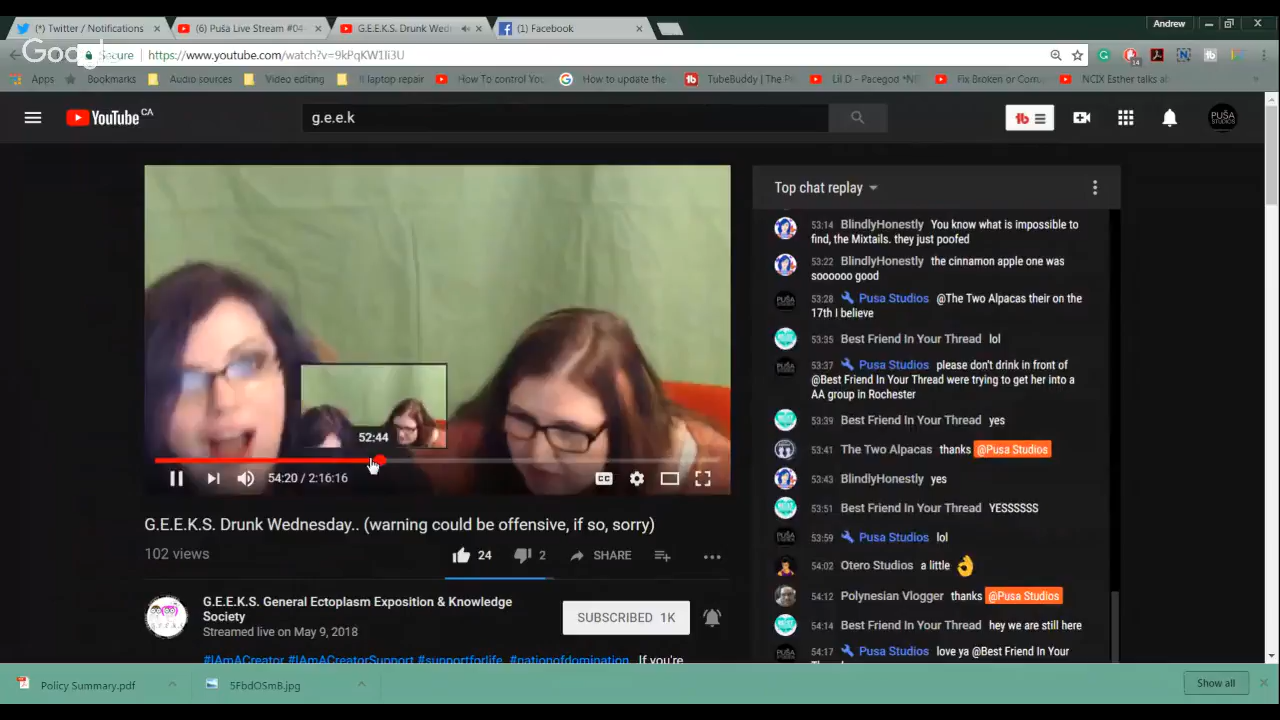 (*) Twitter / Notifications
(6) Puša Live Stream #04
G.E.E.K.S. Drunk Wedn
(1) Facebook
Andrew
Secure
https://www.youtube.com/watch?v=9kPqKW1Ii3U
Apps
Bookmarks
Audio sources
Video editing
ll laptop repair
How To control You
How to update the
TubeBuddy | The P
Lil D - Pacegod *N
Fix Broken or Corru
NCIX Esther talks a
YouTube CA
g.e.e.k
PUŠA STUDIOS
Top chat replay
53:14 BlindlyHonestly You know what is impossible to
find, the Mixtails. they just poofed
53:22 BlindlyHonestly the cinnamon apple one was
soooooo good
53:28 Pusa Studios @The Two Alpacas their on the
17th I believe
53:35 Best Friend In Your Thread lol
53:37 Pusa Studios please don't drink in front of
@Best Friend In Your Thread were trying to get her into a
AA group in Rochester
53:39 Best Friend In Your Thread yes
53:41 The Two Alpacas thanks @Pusa Studios
53:43 BlindlyHonestly yes
53:51 Best Friend In Your Thread YESSSSSS
53:59 Pusa Studios lol
54:02 Otero Studios a little
54:12 Polynesian Vlogger thanks @Pusa Studios
54:14 Best Friend In Your Thread hey we are still here
54:17 Pusa Studios love ya @Best Friend In Your
52:44
54:20 / 2:16:16
G.E.E.K.S. Drunk Wednesday.. (warning could be offensive, if so, sorry)
102 views
24
2
SHARE
G.E.E.K.S. General Ectoplasm Exposition & Knowledge
Society
Streamed live on May 9, 2018
SUBSCRIBED 1K
#IAmACreator #IAmACreatorSupport #supportforlife, #nationofdomination, If you're
Policy Summary.pdf
5FbdOSmB.jpg
Show all